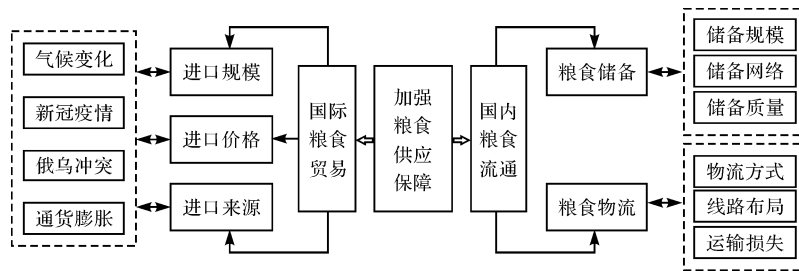 气候变化
新冠疫情
俄乌冲突
通货膨胀
进口规模
进口价格
进口来源
国际
粮食
贸易
加强
粮食
供应
保障
国内
粮食
流通
粮食储备
粮食物流
储备规模
储备网络
储备质量
物流方式
线路布局
运输损失